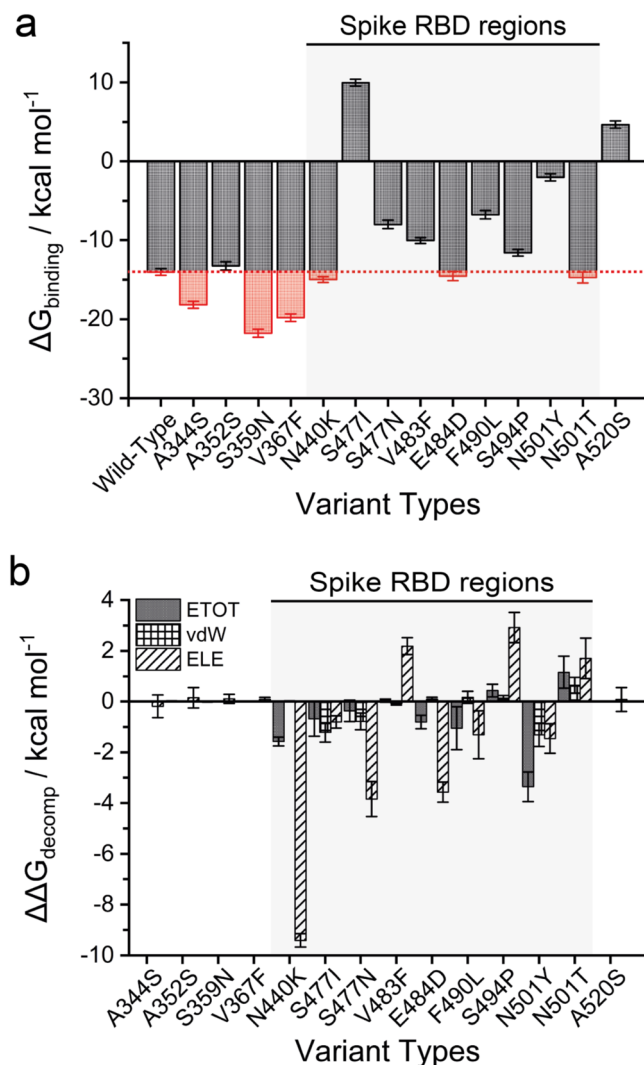 a
Spike RBD regions
10
0
-10
-20
-30
ΔG_binding / kcal mol⁻¹
Wild-Type
A344S
A352S
S359N
V367F
N440K
S477I
S477N
V483F
E484D
F490L
S494P
N501Y
N501T
A520S
Variant Types
b
Spike RBD regions
ETOT
vdW
ELE
4
2
0
-2
-4
-6
-8
-10
ΔΔG_decomp / kcal mol⁻¹
A344S
A352S
S359N
V367F
N440K
S477I
S477N
V483F
E484D
F490L
S494P
N501Y
N501T
A520S
Variant Types